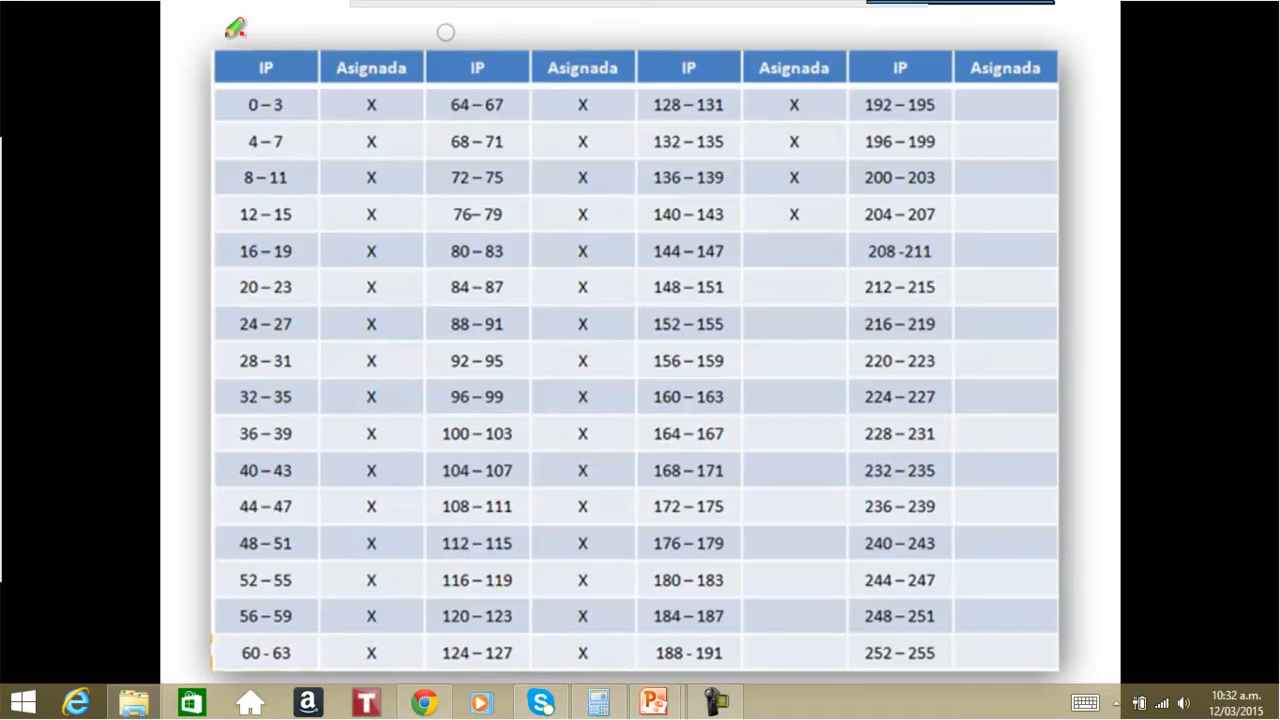 IP Asignada IP Asignada IP Asignada IP Asignada
0 – 3 X 64 – 67 X 128 – 131 X 192 – 195
4 – 7 X 68 – 71 X 132 – 135 X 196 – 199
8 – 11 X 72 – 75 X 136 – 139 X 200 – 203
12 – 15 X 76– 79 X 140 – 143 X 204 – 207
16 – 19 X 80 – 83 X 144 – 147 208 -211
20 – 23 X 84 – 87 X 148 – 151 212 – 215
24 – 27 X 88 – 91 X 152 – 155 216 – 219
28 – 31 X 92 – 95 X 156 – 159 220 – 223
32 – 35 X 96 – 99 X 160 – 163 224 – 227
36 – 39 X 100 – 103 X 164 – 167 228 – 231
40 – 43 X 104 – 107 X 168 – 171 232 – 235
44 – 47 X 108 – 111 X 172 – 175 236 – 239
48 – 51 X 112 – 115 X 176 – 179 240 – 243
52 – 55 X 116 – 119 X 180 – 183 244 – 247
56 – 59 X 120 – 123 X 184 – 187 248 – 251
60 - 63 X 124 – 127 X 188 - 191 252 – 255
10:32 a.m.
12/03/2015